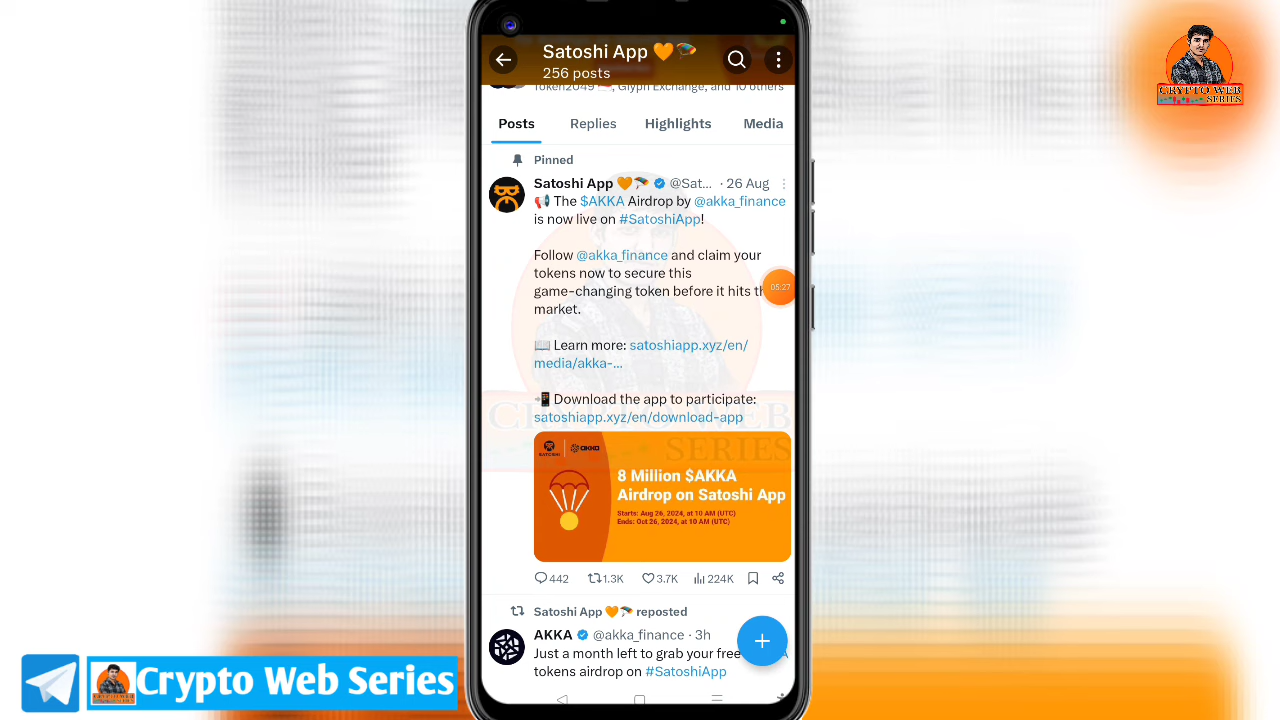 Satoshi App 🧡🪂
256 posts
Token2049 🇸🇬, Glyph Exchange, and 10 others
Posts Replies Highlights Media
Pinned
Satoshi App 🧡🪂 @Sat... · 26 Aug
📢 The $AKKA Airdrop by @akka_finance
is now live on #SatoshiApp!
Follow @akka_finance and claim your
tokens now to secure this
game-changing token before it hits
market.
05:27
📖 Learn more: satoshiapp.xyz/en/
media/akka-...
📲 Download the app to participate:
satoshiapp.xyz/en/download-app
SATOSHI akka
8 Million $AKKA
Airdrop on Satoshi App
Starts: Aug 26, 2024, at 10 AM (UTC)
Ends: Oct 26, 2024, at 10 AM (UTC)
442 1.3K 3.7K 224K
Satoshi App 🧡🪂 reposted
AKKA @akka_finance · 3h
Just a month left to grab your free
tokens airdrop on #SatoshiApp
CRYPTO WEB
SERIES
CRYPTO WEB
SERIES
Crypto Web Series